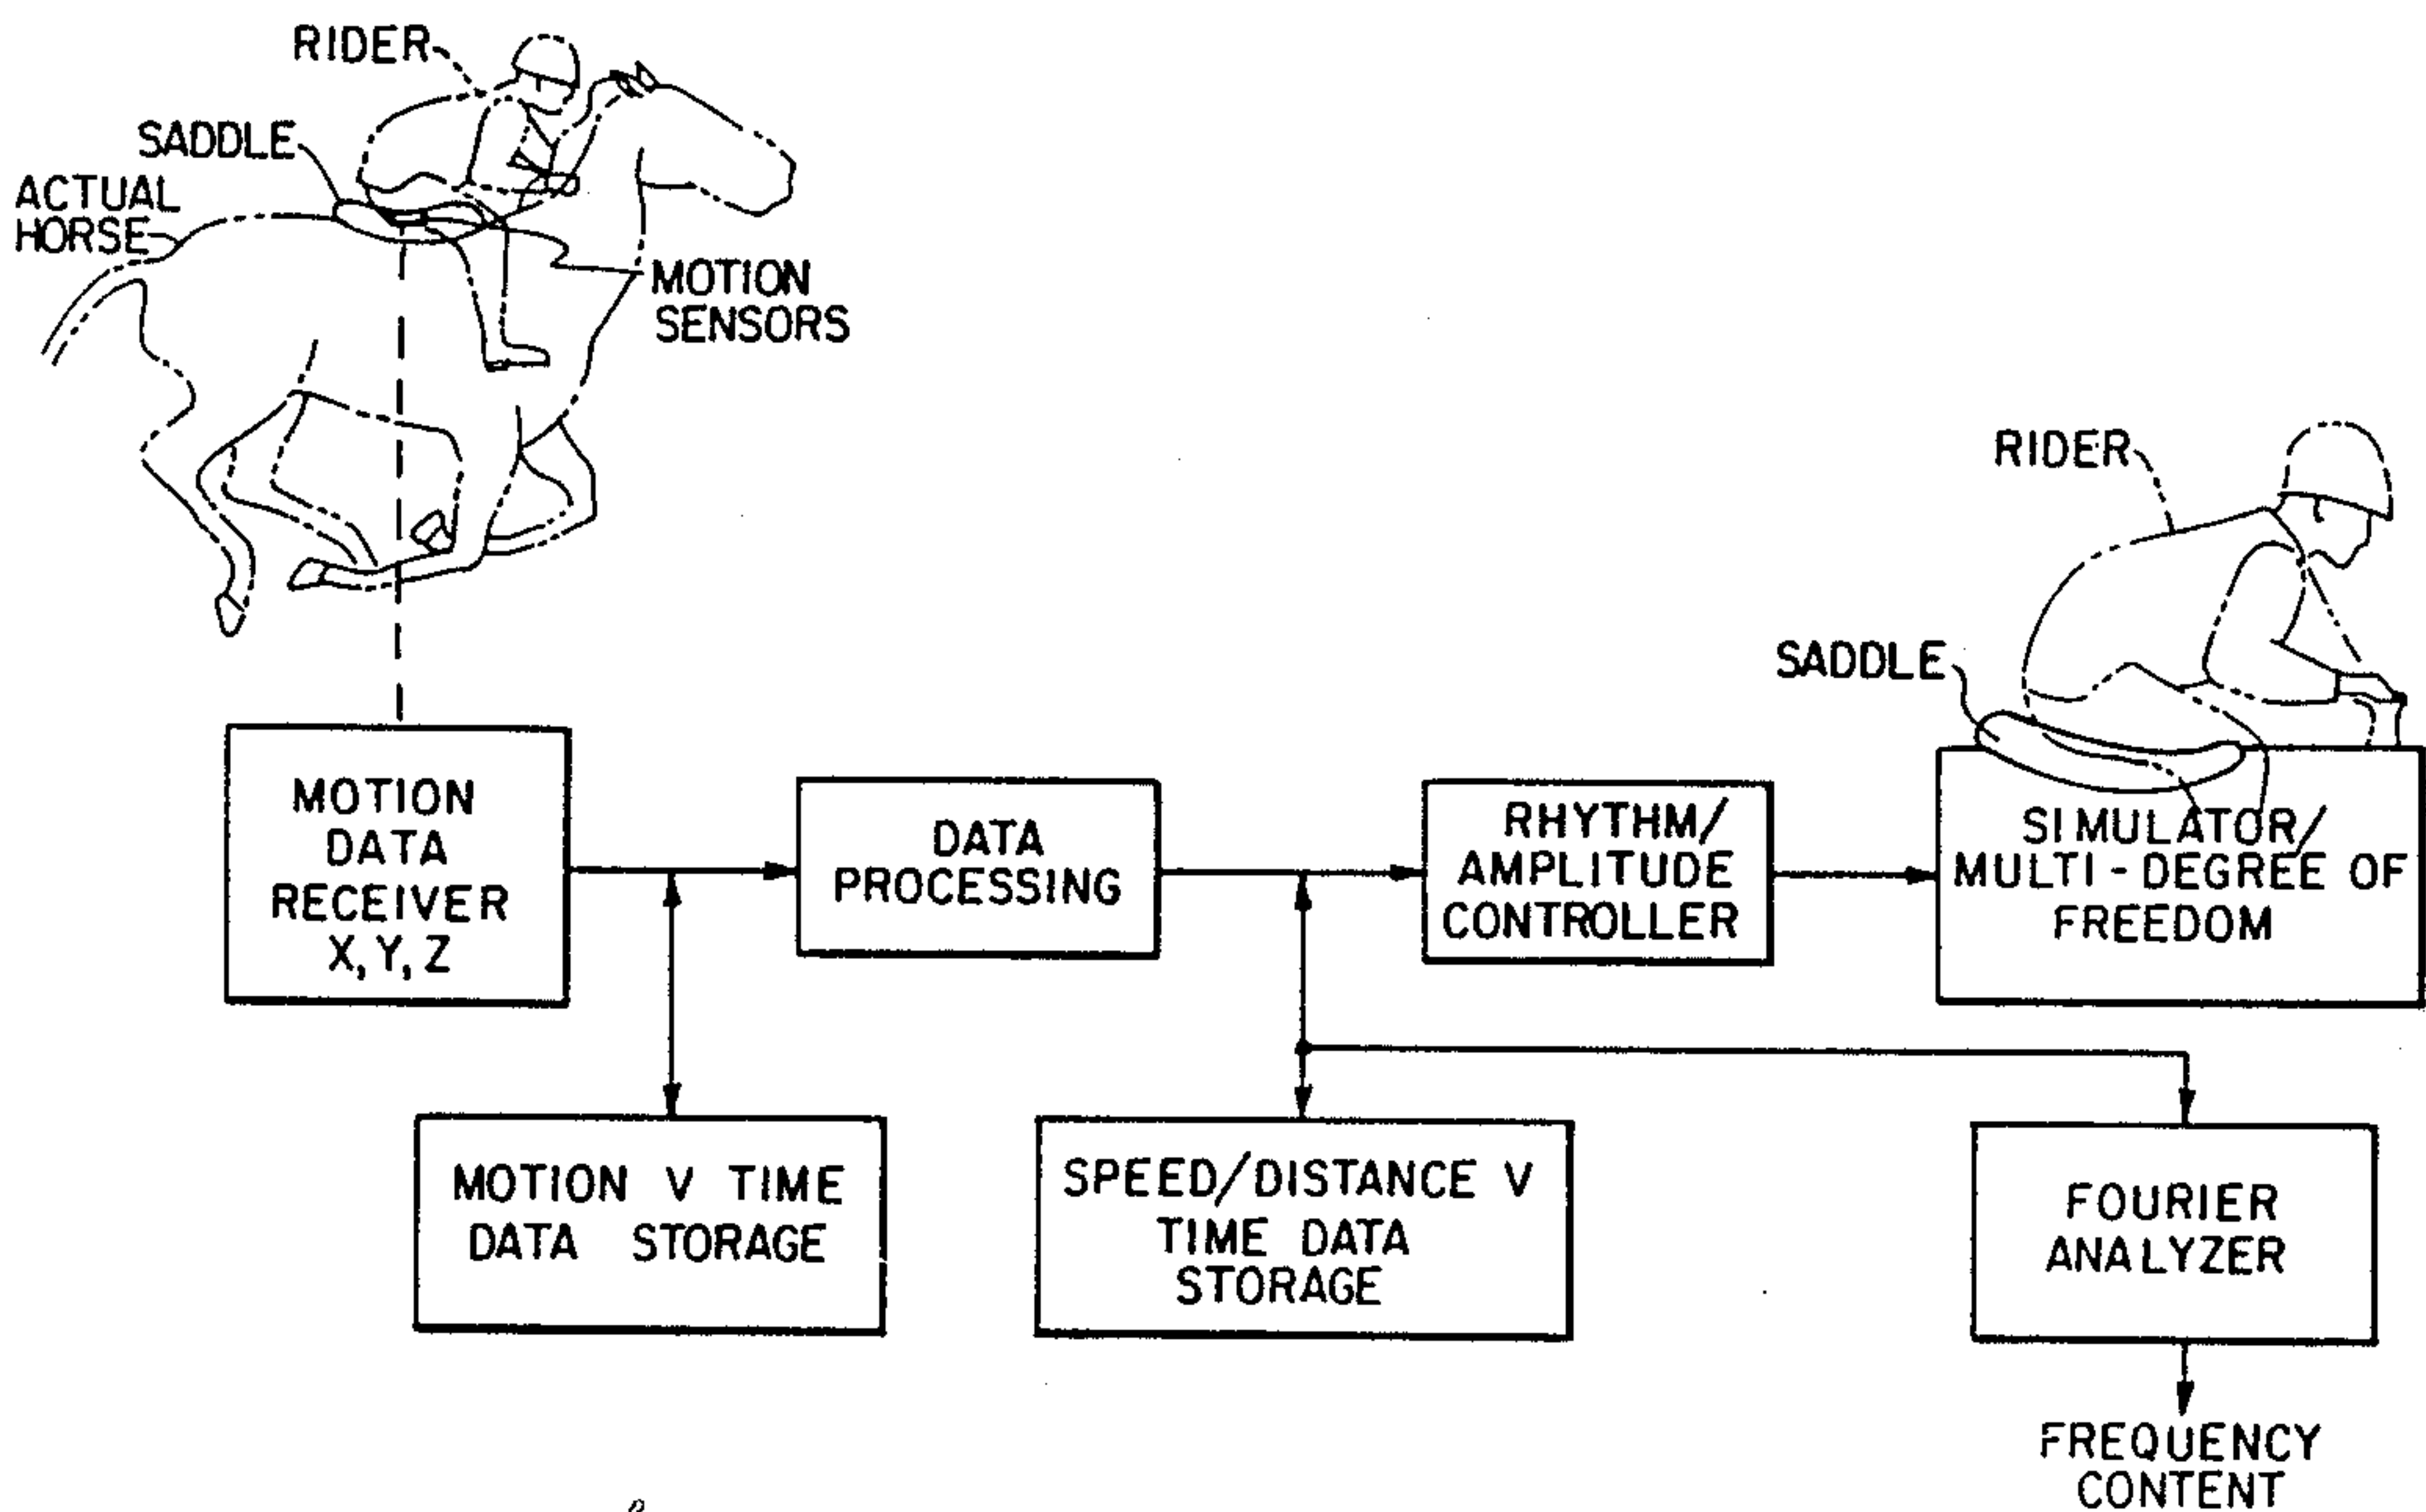 RIDER
SADDLE
ACTUAL
HORSE
MOTION
SENSORS
RIDER
SADDLE
MOTION
DATA
RECEIVER
X, Y, Z
DATA
PROCESSING
RHYTHM/
AMPLITUDE
CONTROLLER
SIMULATOR/
MULTI-DEGREE OF
FREEDOM
MOTION V TIME
DATA STORAGE
SPEED/DISTANCE V
TIME DATA
STORAGE
FOURIER
ANALYZER
FREQUENCY
CONTENT